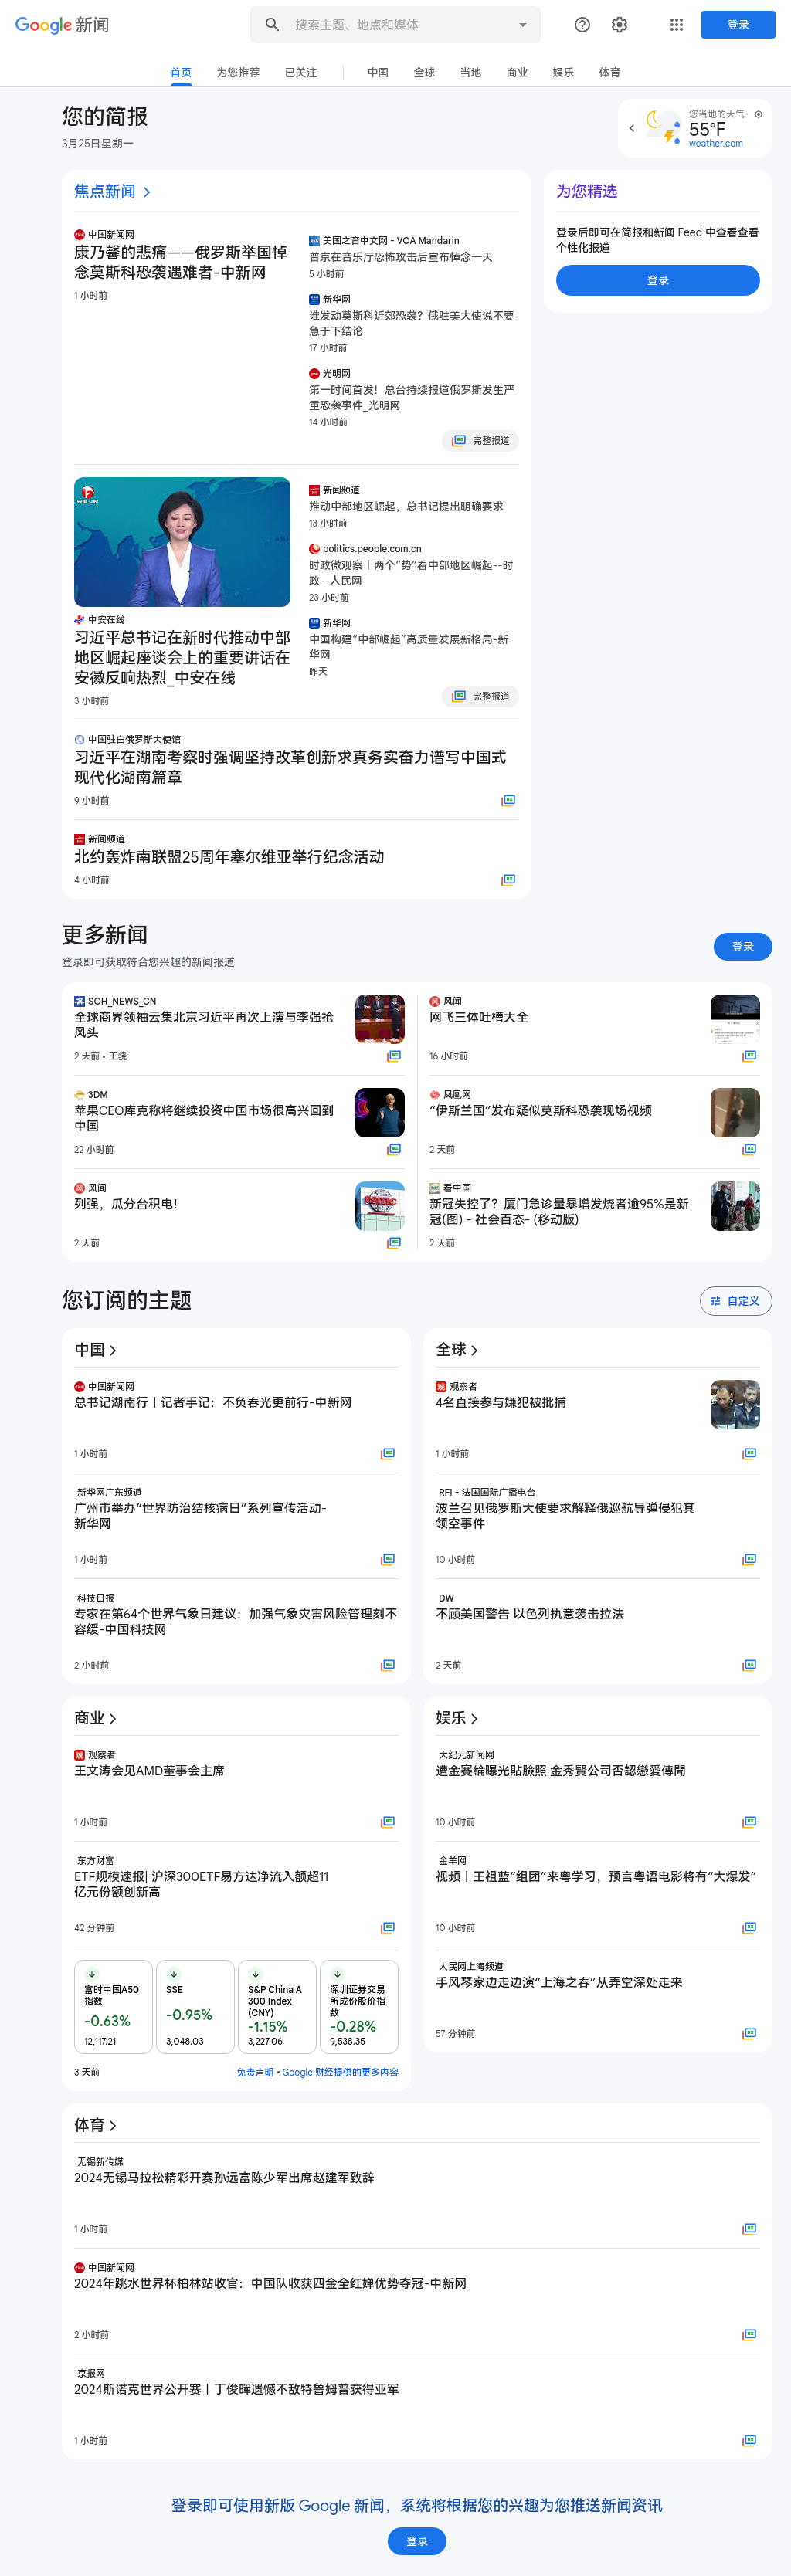 Google 新闻
搜索主题、地点和媒体
登录
首页
为您推荐
已关注
中国
全球
当地
商业
娱乐
体育
您的简报
3月25日星期一
您当地的天气
55°F
weather.com
焦点新闻
中国新闻网
康乃馨的悲痛——俄罗斯举国悼
念莫斯科恐袭遇难者-中新网
1 小时前
美国之音中文网 - VOA Mandarin
普京在音乐厅恐怖攻击后宣布悼念一天
5 小时前
新华网
谁发动莫斯科近郊恐袭？俄驻美大使说不要
急于下结论
17 小时前
光明网
第一时间首发！总台持续报道俄罗斯发生严
重恐袭事件_光明网
14 小时前
完整报道
为您精选
登录后即可在简报和新闻 Feed 中查看查看
个性化报道
登录
中安在线
习近平总书记在新时代推动中部
地区崛起座谈会上的重要讲话在
安徽反响热烈_中安在线
3 小时前
新闻频道
推动中部地区崛起，总书记提出明确要求
13 小时前
politics.people.com.cn
时政微观察丨两个“势”看中部地区崛起--时
政--人民网
23 小时前
新华网
中国构建“中部崛起”高质量发展新格局-新
华网
昨天
完整报道
中国驻白俄罗斯大使馆
习近平在湖南考察时强调坚持改革创新求真务实奋力谱写中国式
现代化湖南篇章
9 小时前
新闻频道
北约轰炸南联盟25周年塞尔维亚举行纪念活动
4 小时前
更多新闻
登录即可获取符合您兴趣的新闻报道
登录
SOH_NEWS_CN
全球商界领袖云集北京习近平再次上演与李强抢
风头
2 天前 • 王骁
风闻
网飞三体吐槽大全
16 小时前
3DM
苹果CEO库克称将继续投资中国市场很高兴回到
中国
22 小时前
凤凰网
“伊斯兰国”发布疑似莫斯科恐袭现场视频
2 天前
风闻
列强，瓜分台积电！
2 天前
看中国
新冠失控了？厦门急诊量暴增发烧者逾95%是新
冠(图) - 社会百态- (移动版)
2 天前
您订阅的主题
自定义
中国
中国新闻网
总书记湖南行丨记者手记：不负春光更前行-中新网
1 小时前
新华网广东频道
广州市举办“世界防治结核病日”系列宣传活动-
新华网
1 小时前
科技日报
专家在第64个世界气象日建议：加强气象灾害风险管理刻不
容缓-中国科技网
2 小时前
全球
观察者
4名直接参与嫌犯被批捕
1 小时前
RFI - 法国国际广播电台
波兰召见俄罗斯大使要求解释俄巡航导弹侵犯其
领空事件
10 小时前
DW
不顾美国警告 以色列执意袭击拉法
2 天前
商业
观察者
王文涛会见AMD董事会主席
1 小时前
东方财富
ETF规模速报| 沪深300ETF易方达净流入额超11
亿元份额创新高
42 分钟前
富时中国A50
指数
-0.63%
12,117.21
SSE
-0.95%
3,048.03
S&P China A
300 Index
(CNY)
-1.15%
3,227.06
深圳证券交易
所成份股价指
数
-0.28%
9,538.35
3 天前
免责声明 • Google 财经提供的更多内容
娱乐
大纪元新闻网
遭金賽綸曝光貼臉照 金秀賢公司否認戀愛傳聞
10 小时前
金羊网
视频丨王祖蓝“组团”来粤学习，预言粤语电影将有“大爆发”
10 小时前
人民网上海频道
手风琴家边走边演“上海之春”从弄堂深处走来
57 分钟前
体育
无锡新传媒
2024无锡马拉松精彩开赛孙远富陈少军出席赵建军致辞
1 小时前
中国新闻网
2024年跳水世界杯柏林站收官：中国队收获四金全红婵优势夺冠-中新网
2 小时前
京报网
2024斯诺克世界公开赛丨丁俊晖遗憾不敌特鲁姆普获得亚军
1 小时前
登录即可使用新版 Google 新闻，系统将根据您的兴趣为您推送新闻资讯
登录